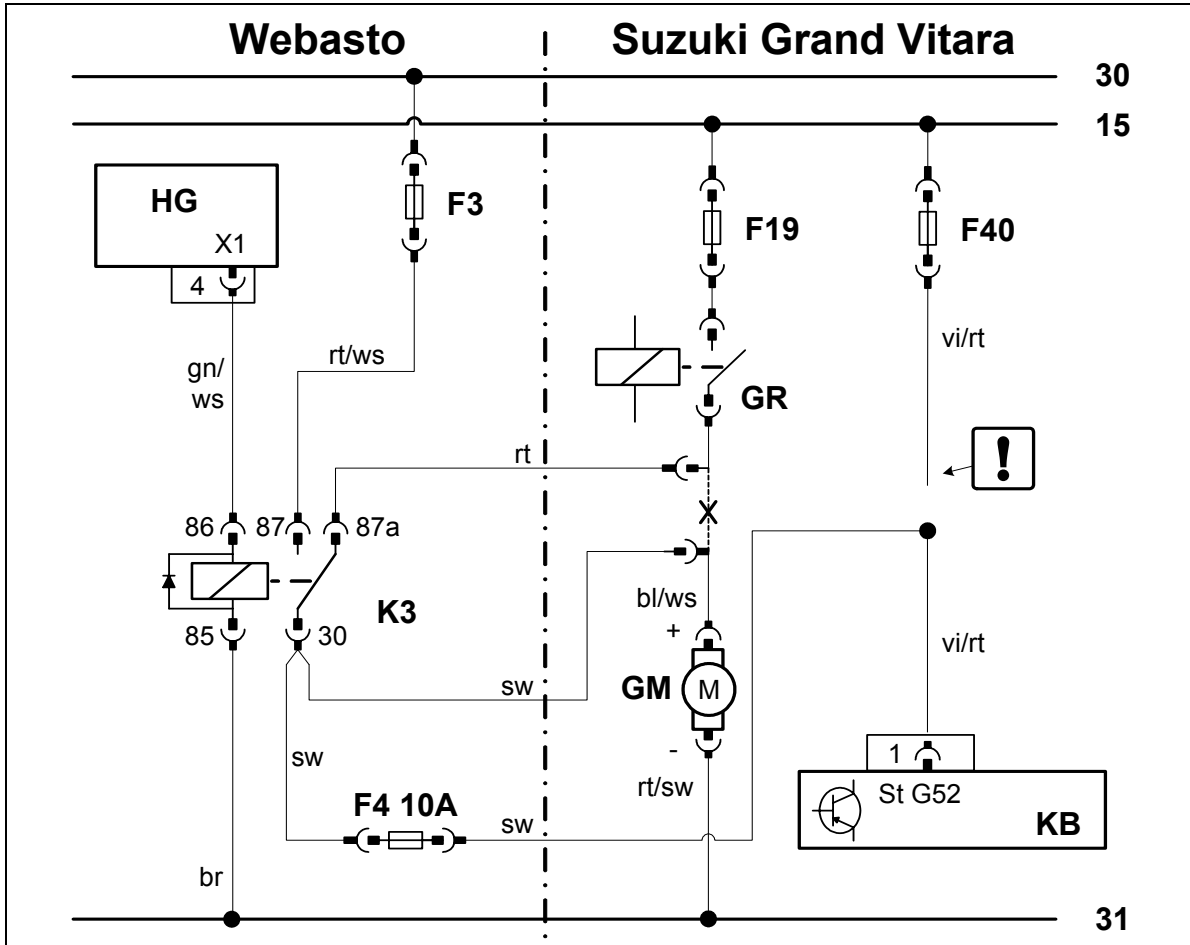 Webasto
Suzuki Grand Vitara
30
15
HG
X1
4
F3
F19
F40
gn/
ws
rt/ws
vi/rt
GR
!
rt
86
87
87a
K3
85
30
bl/ws
+
vi/rt
sw
GM
M
-
sw
rt/sw
1
St G52
KB
F4 10A
sw
br
31